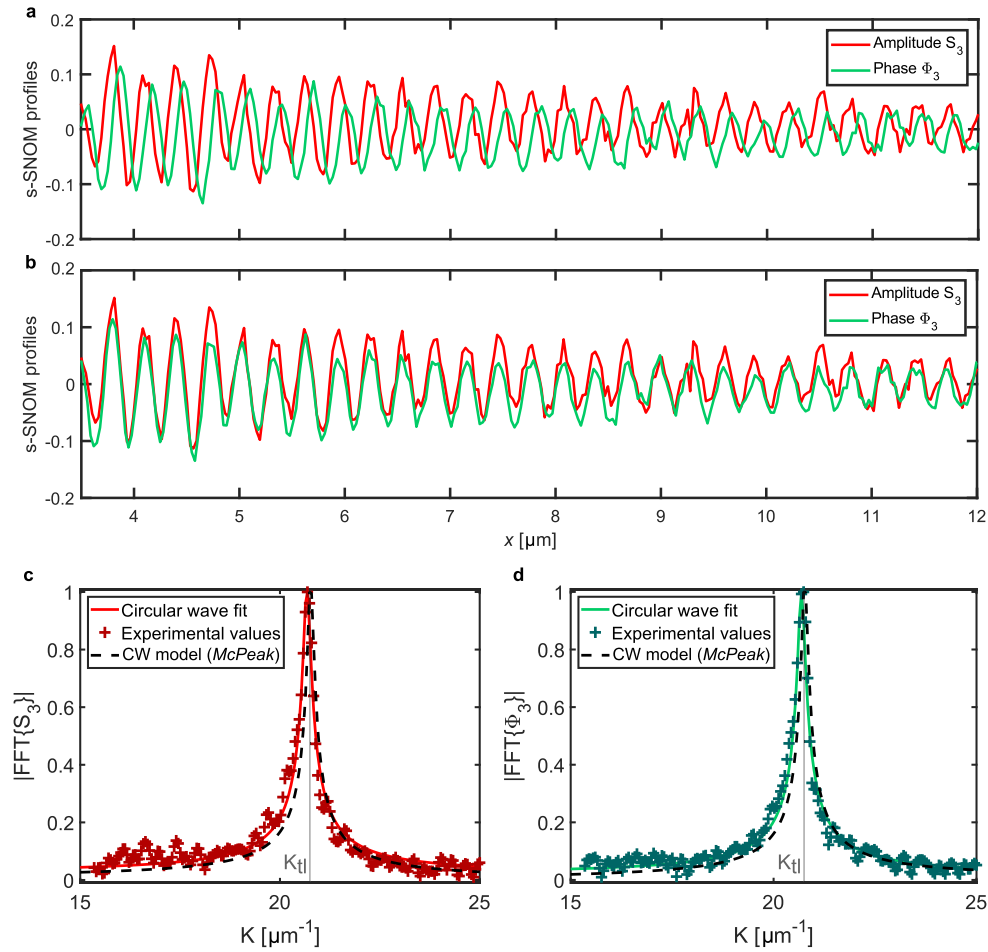 a
0.2
0.1
0
-0.1
-0.2
s-SNOM profiles
Amplitude S₃
Phase Φ₃
b
0.2
0.1
0
-0.1
-0.2
s-SNOM profiles
Amplitude S₃
Phase Φ₃
4 5 6 7 8 9 10 11 12
x [µm]
c
1
0.8
0.6
0.4
0.2
0
|FFT{S₃}|
Circular wave fit
Experimental values
CW model (McPeak)
Ktl
15 20 25
K [µm⁻¹]
d
1
0.8
0.6
0.4
0.2
0
|FFT{Φ₃}|
Circular wave fit
Experimental values
CW model (McPeak)
Ktl
15 20 25
K [µm⁻¹]